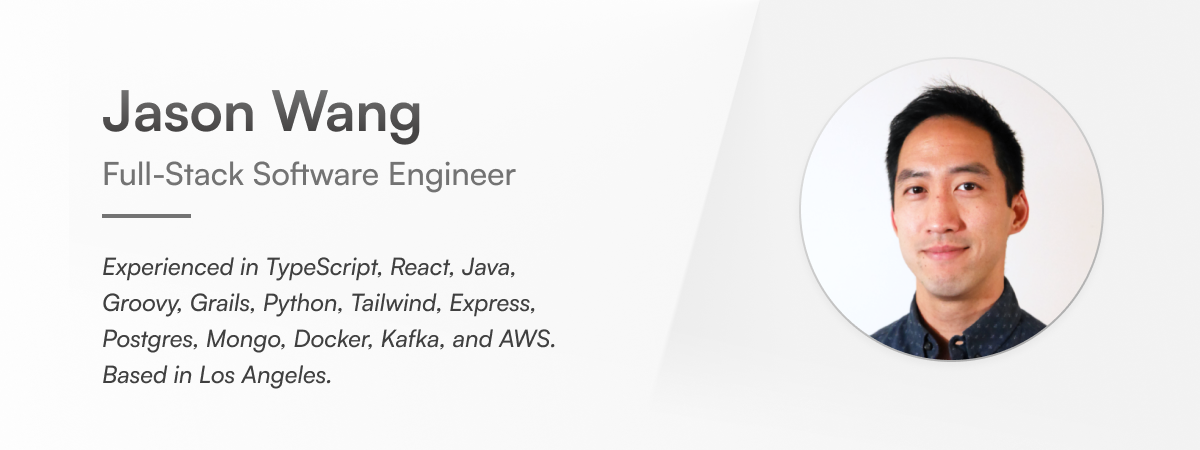 Jason Wang
Full-Stack Software Engineer
Experienced in TypeScript, React, Java,
Groovy, Grails, Python, Tailwind, Express,
Postgres, Mongo, Docker, Kafka, and AWS.
Based in Los Angeles.